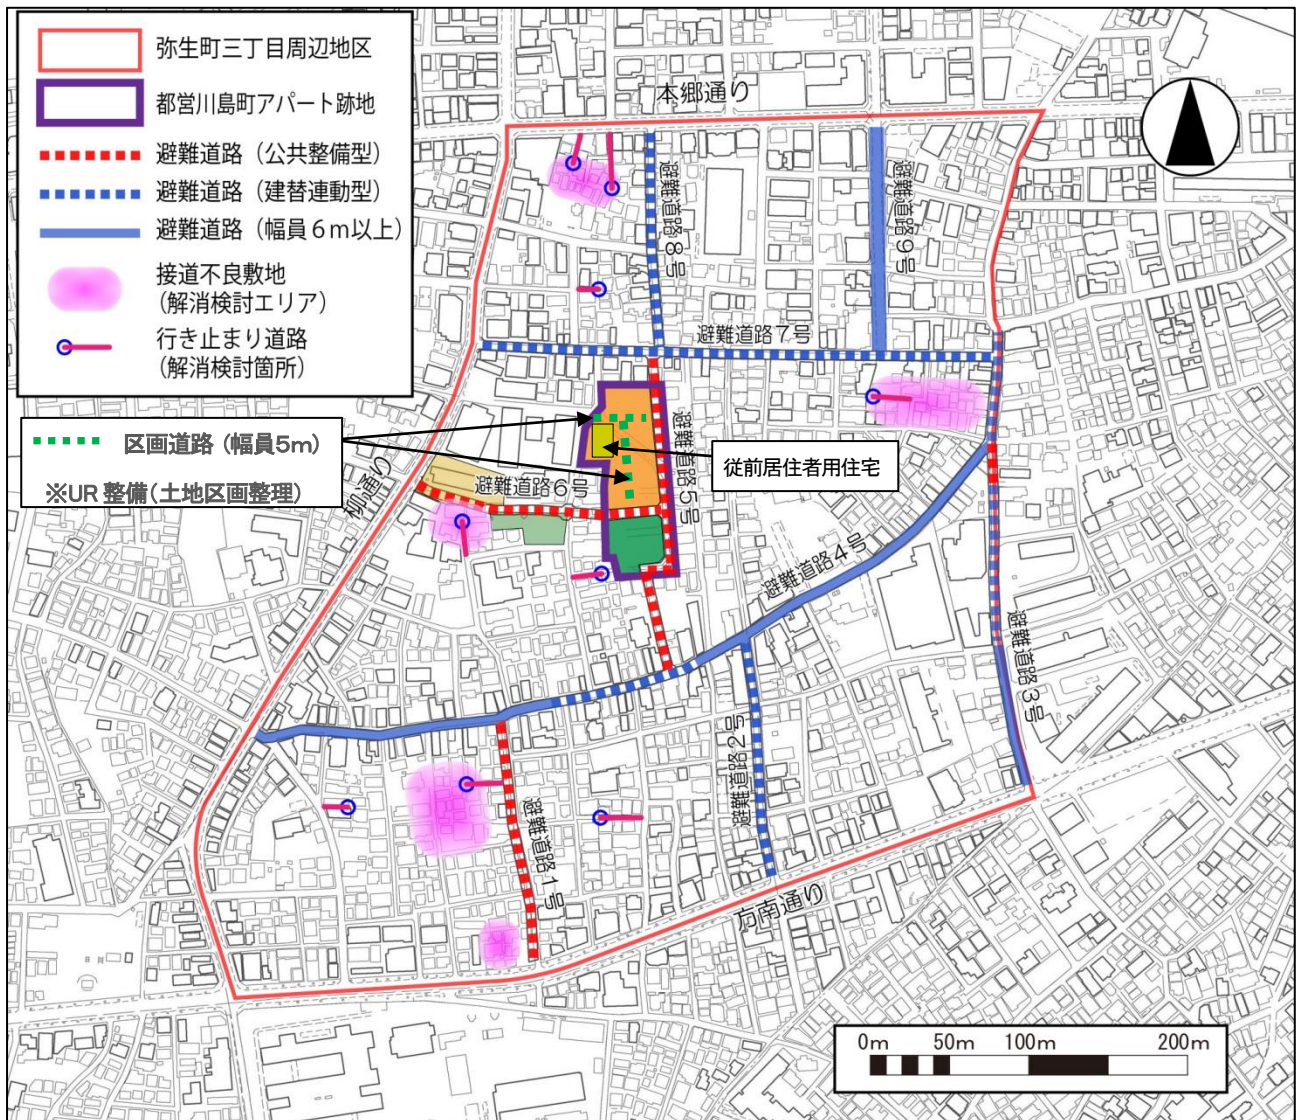 弥生町三丁目周辺地区
都営川島町アパート跡地
避難道路（公共整備型）
避難道路（建替連動型）
避難道路（幅員６ｍ以上）
接道不良敷地
（解消検討エリア）
行き止まり道路
（解消検討箇所）
区画道路（幅員5ｍ）
※UR 整備（土地区画整理）
本郷通り
避難道路８号
避難道路９号
避難道路７号
避難道路５号
従前居住者用住宅
避難道路６号
柳通り
避難道路４号
避難道路３号
避難道路２号
避難道路１号
方南通り
0m 50m 100m 200m